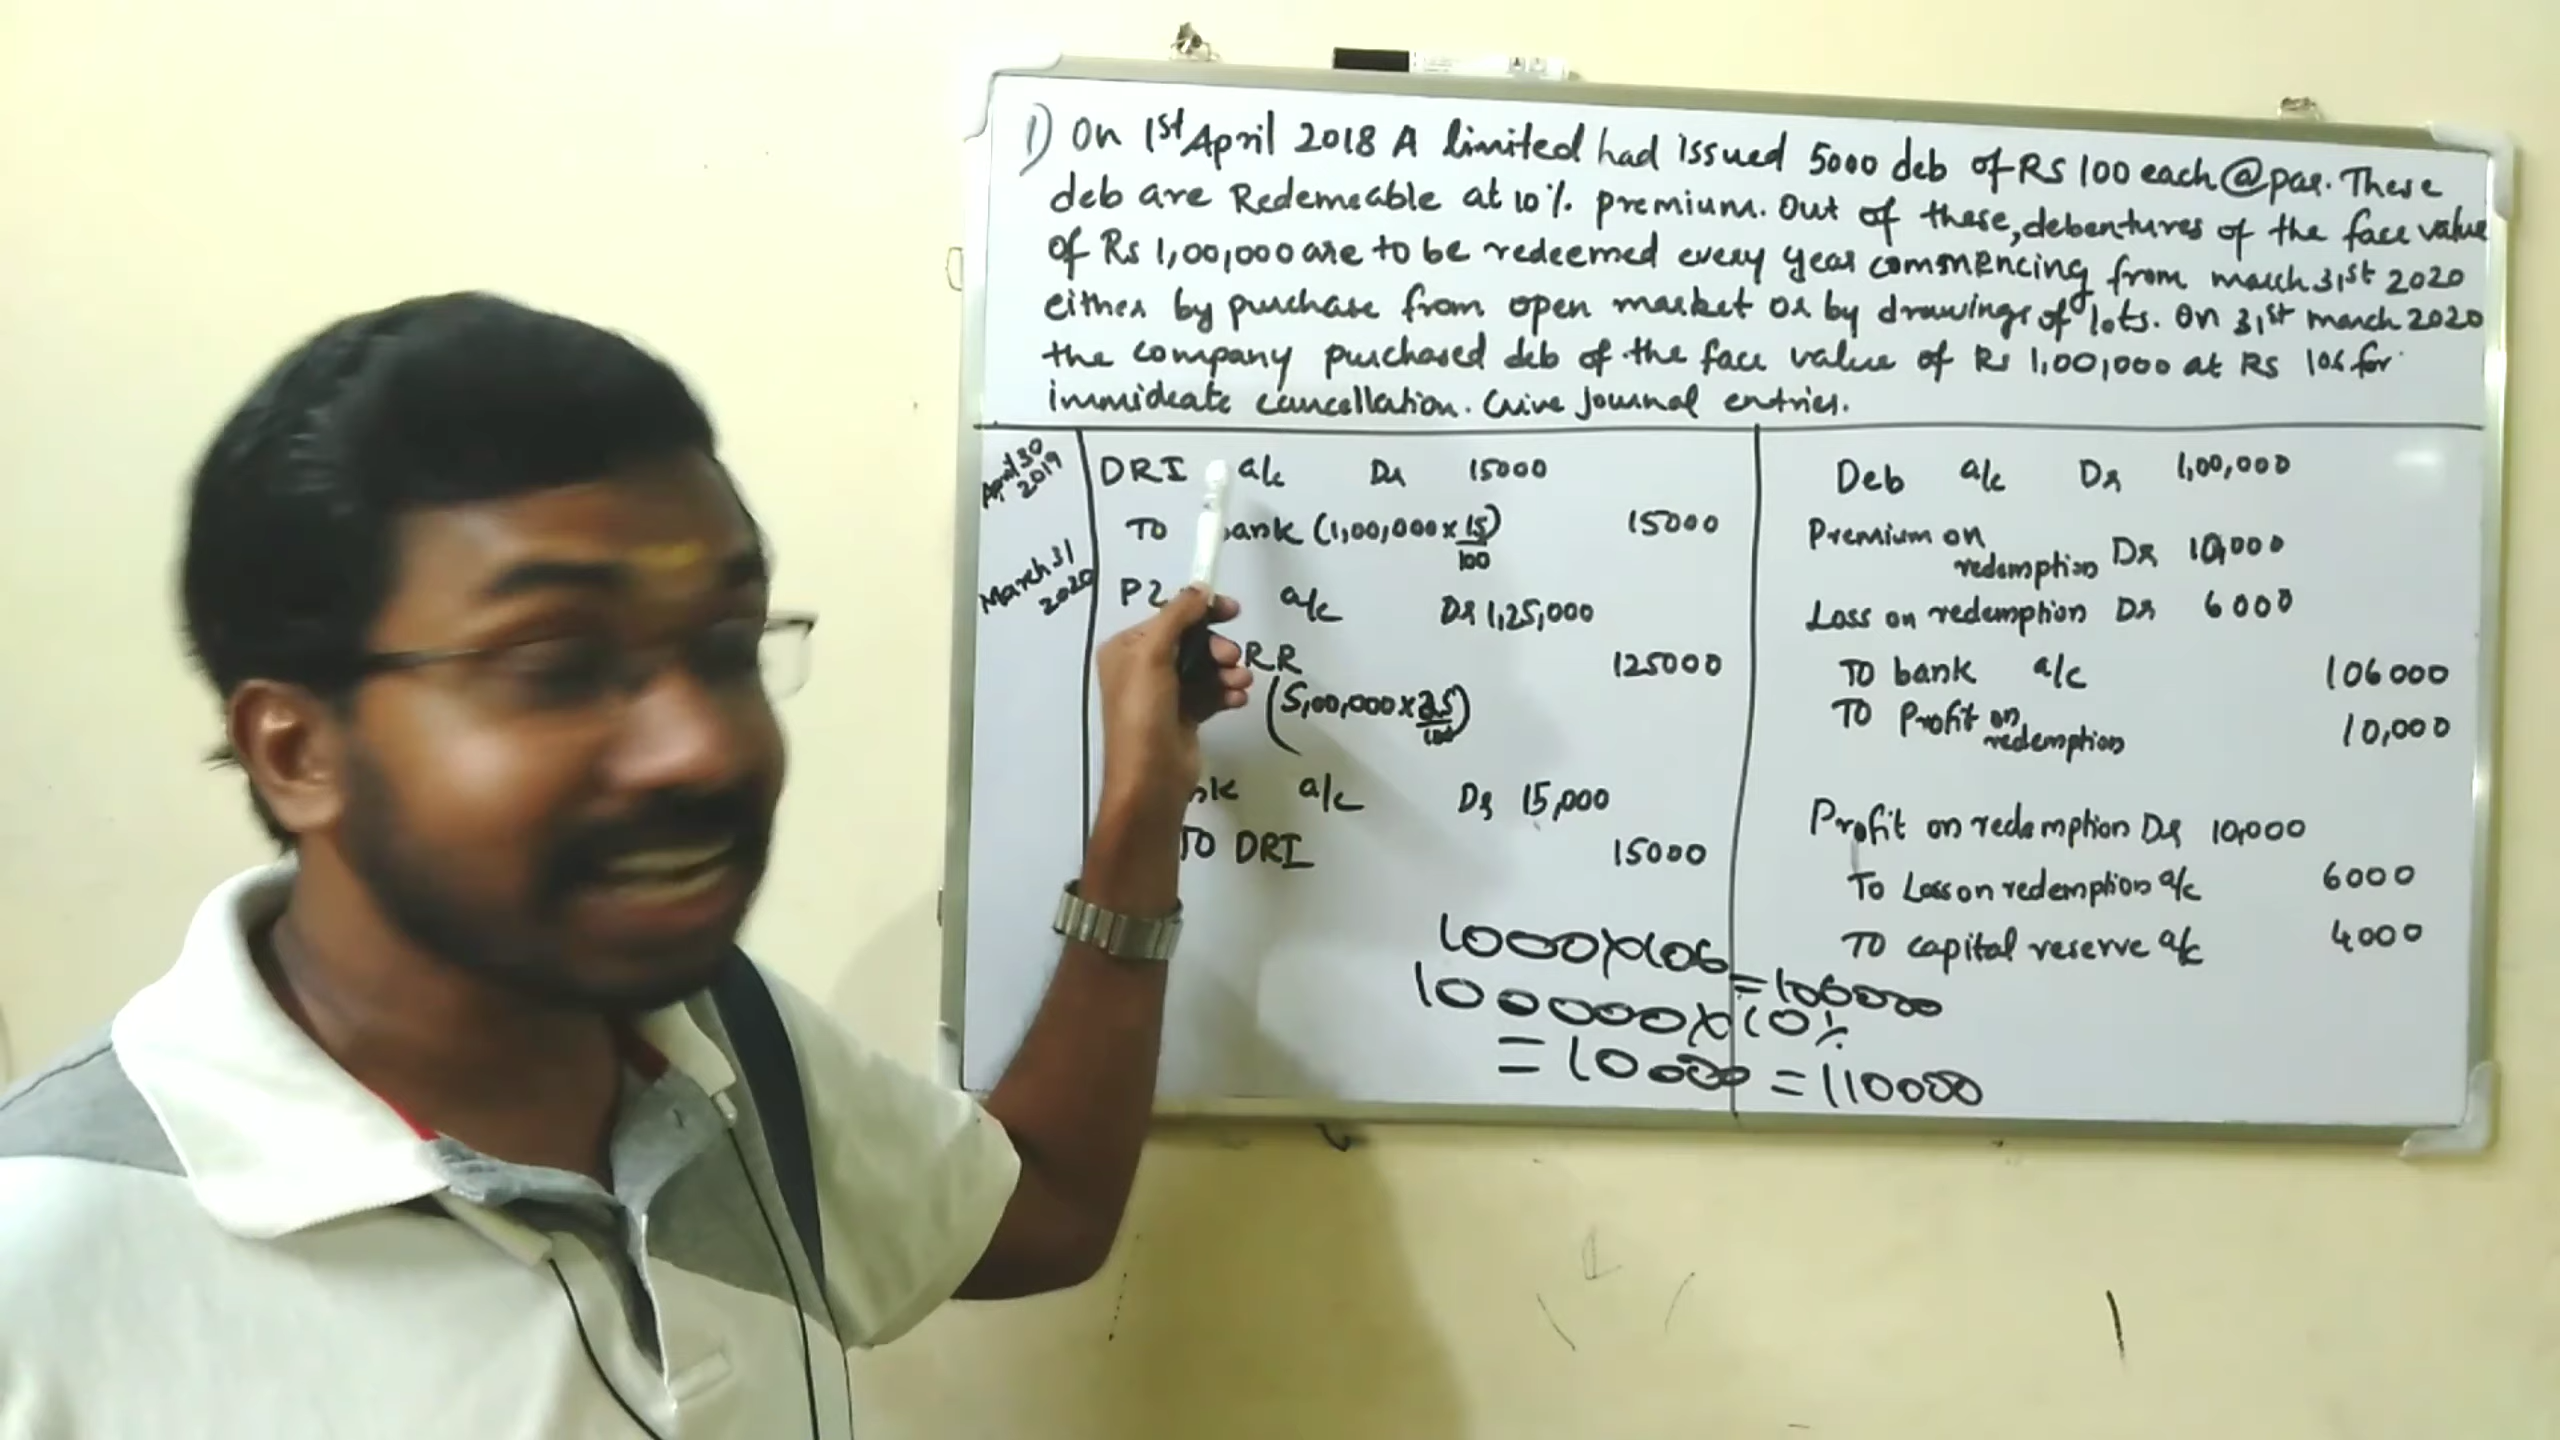 1) On 1st April 2018 A limited had issued 5000 deb of Rs 100 each @ par. These
deb are Redemeable at 10% premium. Out of these, debentures of the face value
of Rs 1,00,000 are to be redeemed every year commencing from march 31st 2020
either by purchase from open market or by drawings of lots. On 31st march 2020
the company purchased deb of the face value of Rs 1,00,000 at Rs 106 for
immideate cancellation. Give Journal entries.
April 30
2019
DRI a/c Dr 15000
To bank (1,00,000 x 15/100) 15000
March 31
2020
P2 a/c Dr 1,25,000
RR 125000
(5,00,000 x 25/100)
nk a/c Dr 15,000
TO DRI 15000
Deb a/c Dr 1,00,000
Premium on
redemption Dr 10,000
Loss on redemption Dr 6000
TO bank a/c 106000
TO Profit on
redemption 10,000
Profit on redemption Dr 10,000
To Loss on redemption a/c 6000
TO capital reserve a/c 4000
1000 x 106 = 106000
100000 x 10%
= 10000 = 110000